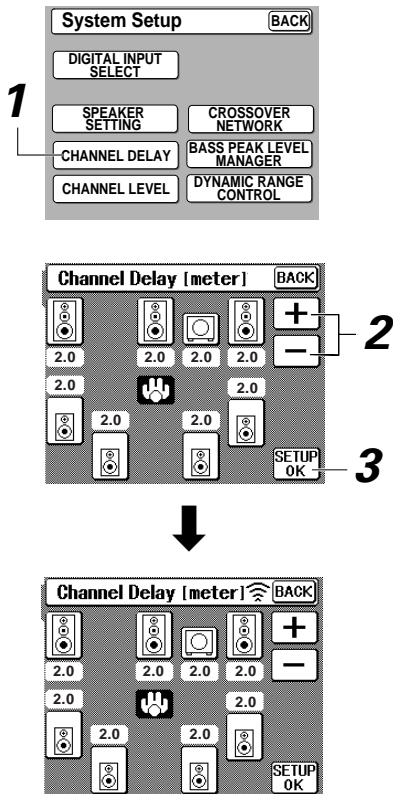 System Setup BACK
DIGITAL INPUT
SELECT
1
SPEAKER
SETTING
CROSSOVER
NETWORK
CHANNEL DELAY
BASS PEAK LEVEL
MANAGER
CHANNEL LEVEL
DYNAMIC RANGE
CONTROL
Channel Delay [meter] BACK
+
2
2.0 2.0 2.0 2.0
−
2.0 2.0
2.0 2.0
SETUP
OK
3
Channel Delay [meter] BACK
+
2.0 2.0 2.0 2.0
−
2.0 2.0
2.0 2.0
SETUP
OK